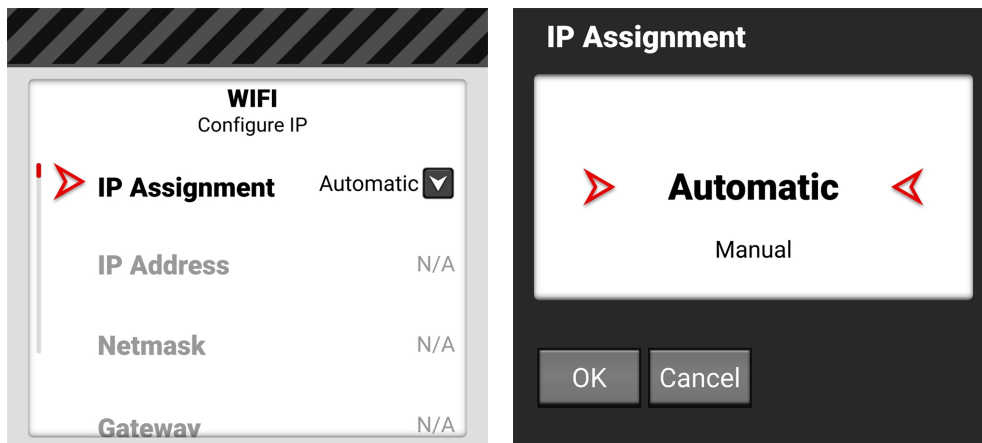 WIFI
Configure IP
IP Assignment Automatic
IP Address N/A
Netmask N/A
Gateway N/A
IP Assignment
Automatic
Manual
OK Cancel